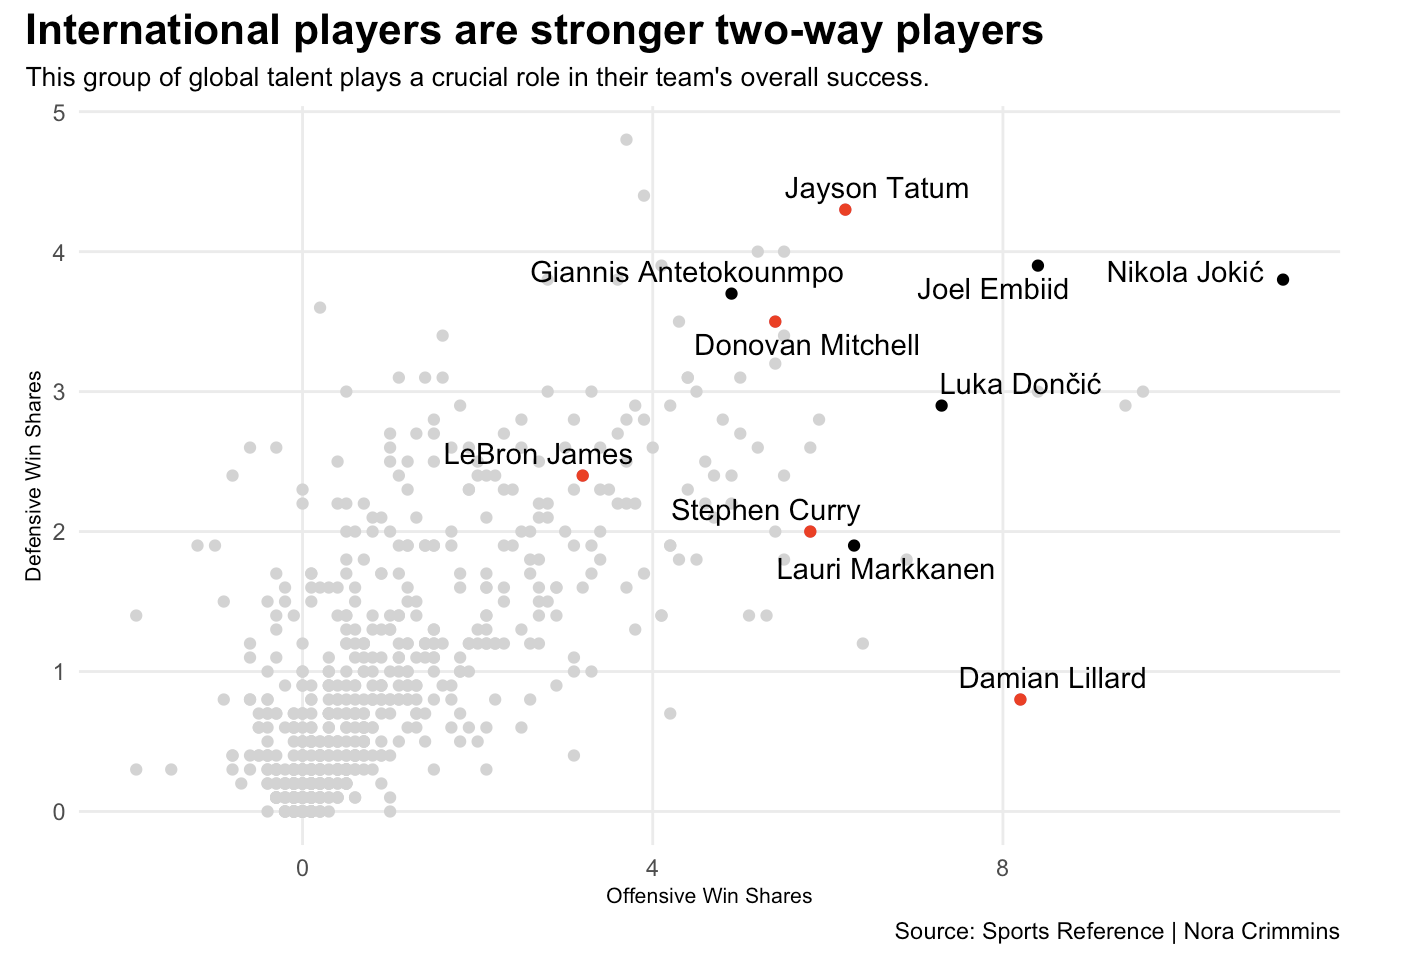 International players are stronger two-way players
This group of global talent plays a crucial role in their team's overall success.
5
Jayson Tatum
4
Giannis Antetokounmpo
Joel Embiid
Nikola Jokić
Donovan Mitchell
3
Luka Dončić
Defensive Win Shares
LeBron James
Stephen Curry
2
Lauri Markkanen
1
Damian Lillard
0
0 4 8
Offensive Win Shares
Source: Sports Reference | Nora Crimmins